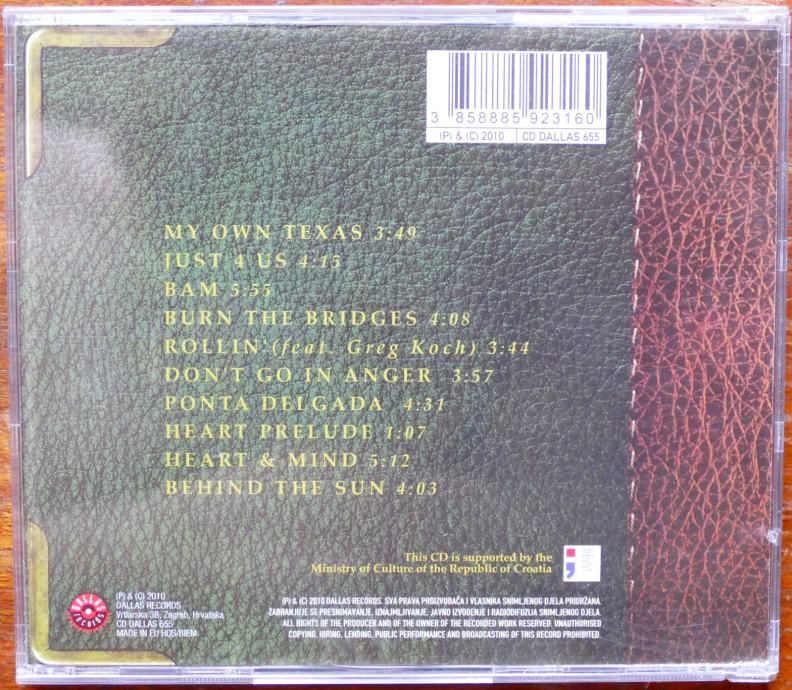 3 858885 923160
(P) & (C) 2010 CD DALLAS 655
MY OWN TEXAS 3:49
JUST 4 US 4:15
BAM 5:55
BURN THE BRIDGES 4:08
ROLLIN' (feat. Greg Koch) 3:44
DON'T GO IN ANGER 3:57
PONTA DELGADA 4:31
HEART PRELUDE 1:07
HEART & MIND 5:12
BEHIND THE SUN 4:03
This CD is supported by the
Ministry of Culture of the Republic of Croatia
DALLAS
RECORDS
(P) & (C) 2010
DALLAS RECORDS
Vrtlarska 3B, Zagreb, Hrvatska
CD DALLAS 655
MADE IN EU HDS/BIEM
(P) & (C) 2010 DALLAS RECORDS. SVA PRAVA PROIZVOĐAČA I VLASNIKA SNIMLJENOG DJELA PRIDRŽANA.
ZABRANJUJE SE PRESNIMAVANJE, IZNAJMLJIVANJE, JAVNO IZVOĐENJE I RADIODIFUZIJA SNIMLJENOG DJELA.
ALL RIGHTS OF THE PRODUCER AND OF THE OWNER OF THE RECORDED WORK RESERVED. UNAUTHORISED
COPYING, HIRING, LENDING, PUBLIC PERFORMANCE AND BROADCASTING OF THIS RECORD PROHIBITED.